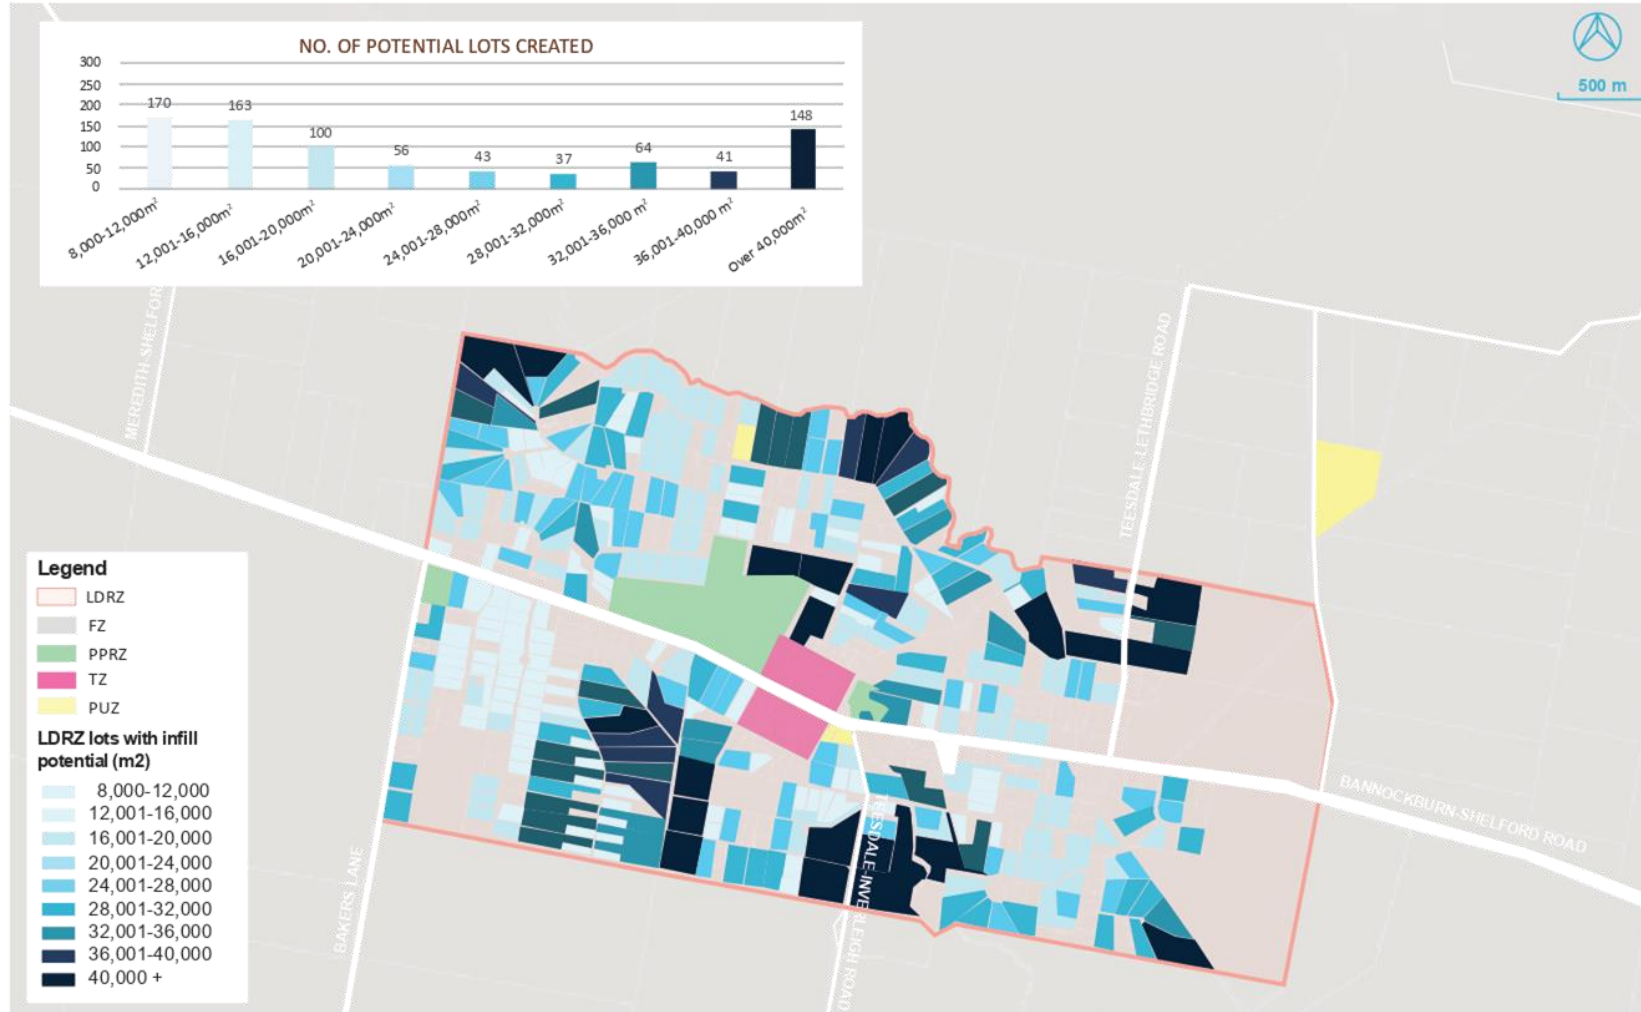 NO. OF POTENTIAL LOTS CREATED
300
250
200
150
100
50
0
170
163
100
56
43
37
64
41
148
8,000-12,000m²
12,001-16,000m²
16,001-20,000m²
20,001-24,000m²
24,001-28,000m²
28,001-32,000m²
32,001-36,000 m²
36,001-40,000 m²
Over 40,000m²
500 m
MEREDITH-SHELFOR
TEESDALE-LETHBRIDGE ROAD
BANNOCKBURN-SHELFORD ROAD
TEESDALE-INVERLEIGH ROAD
BAKERS LANE
Legend
LDRZ
FZ
PPRZ
TZ
PUZ
LDRZ lots with infill
potential (m2)
8,000-12,000
12,001-16,000
16,001-20,000
20,001-24,000
24,001-28,000
28,001-32,000
32,001-36,000
36,001-40,000
40,000 +